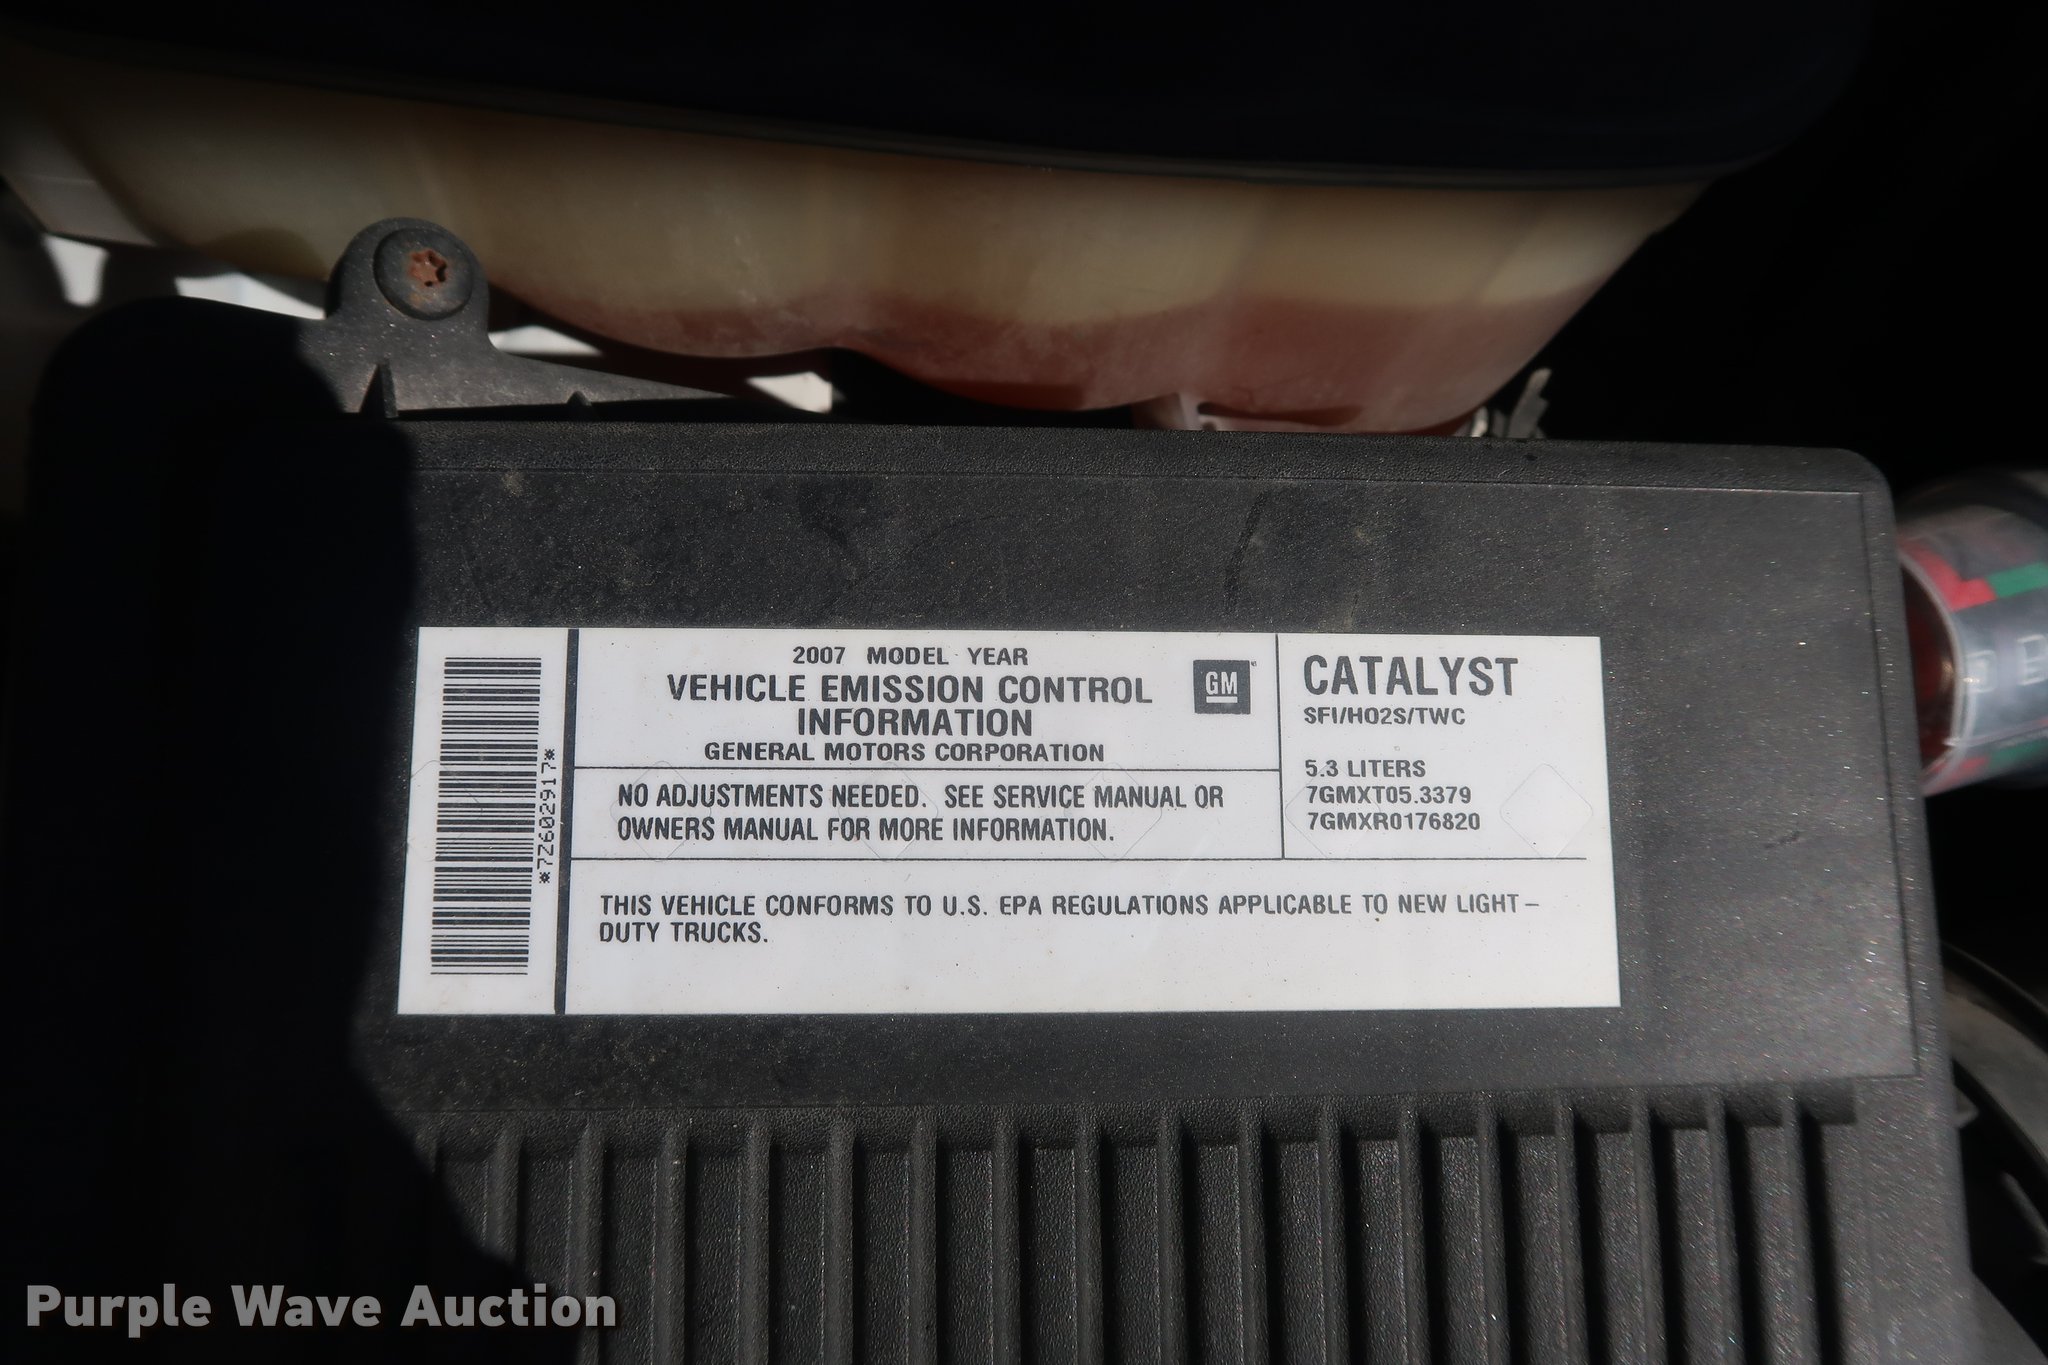 *7Z602917*
2007 MODEL YEAR
VEHICLE EMISSION CONTROL
INFORMATION
GENERAL MOTORS CORPORATION
GM
NO ADJUSTMENTS NEEDED. SEE SERVICE MANUAL OR
OWNERS MANUAL FOR MORE INFORMATION.
CATALYST
SFI/HO2S/TWC
5.3 LITERS
7GMXT05.3379
7GMXR0176820
THIS VEHICLE CONFORMS TO U.S. EPA REGULATIONS APPLICABLE TO NEW LIGHT-
DUTY TRUCKS.
Purple Wave Auction